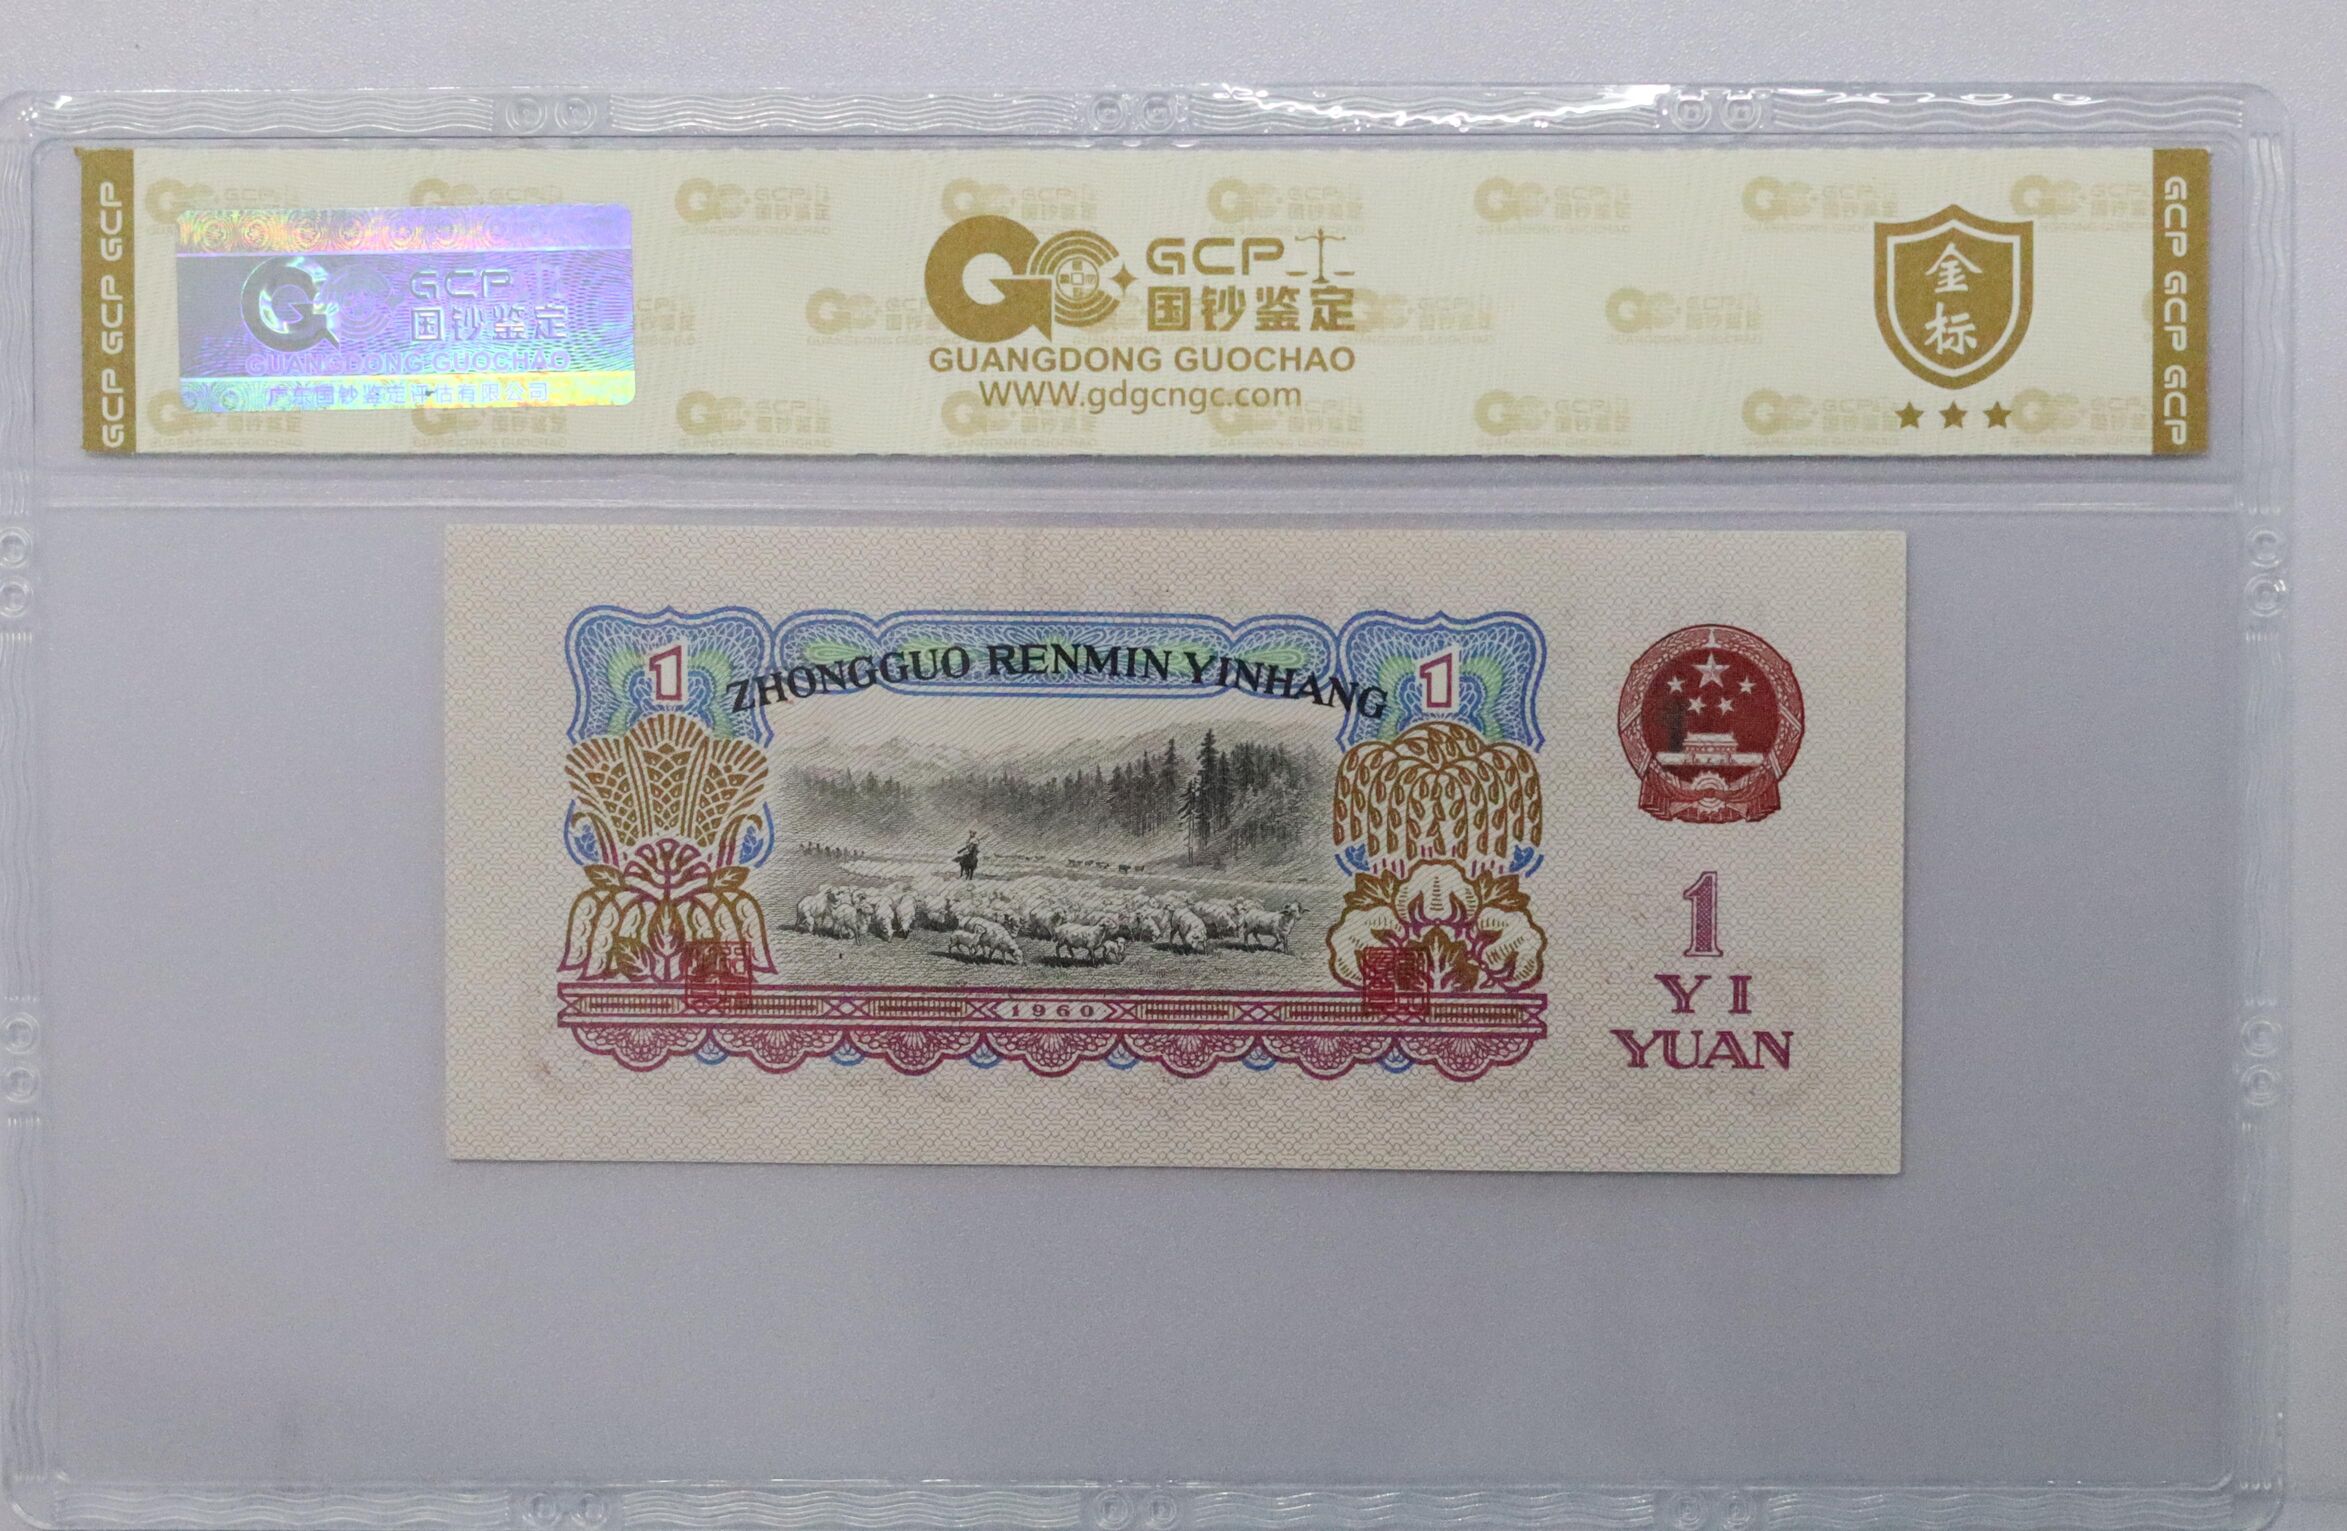 GCP GCP GCP
GCP
国钞鉴定
GUANGDONG GUOCHAO
广东国钞鉴定评估有限公司
GCP
国钞鉴定
GUANGDONG GUOCHAO
WWW.gdgcngc.com
金标
GCP GCP GCP
1
ZHONGGUO RENMIN YINHANG
1
1960
1
YI
YUAN